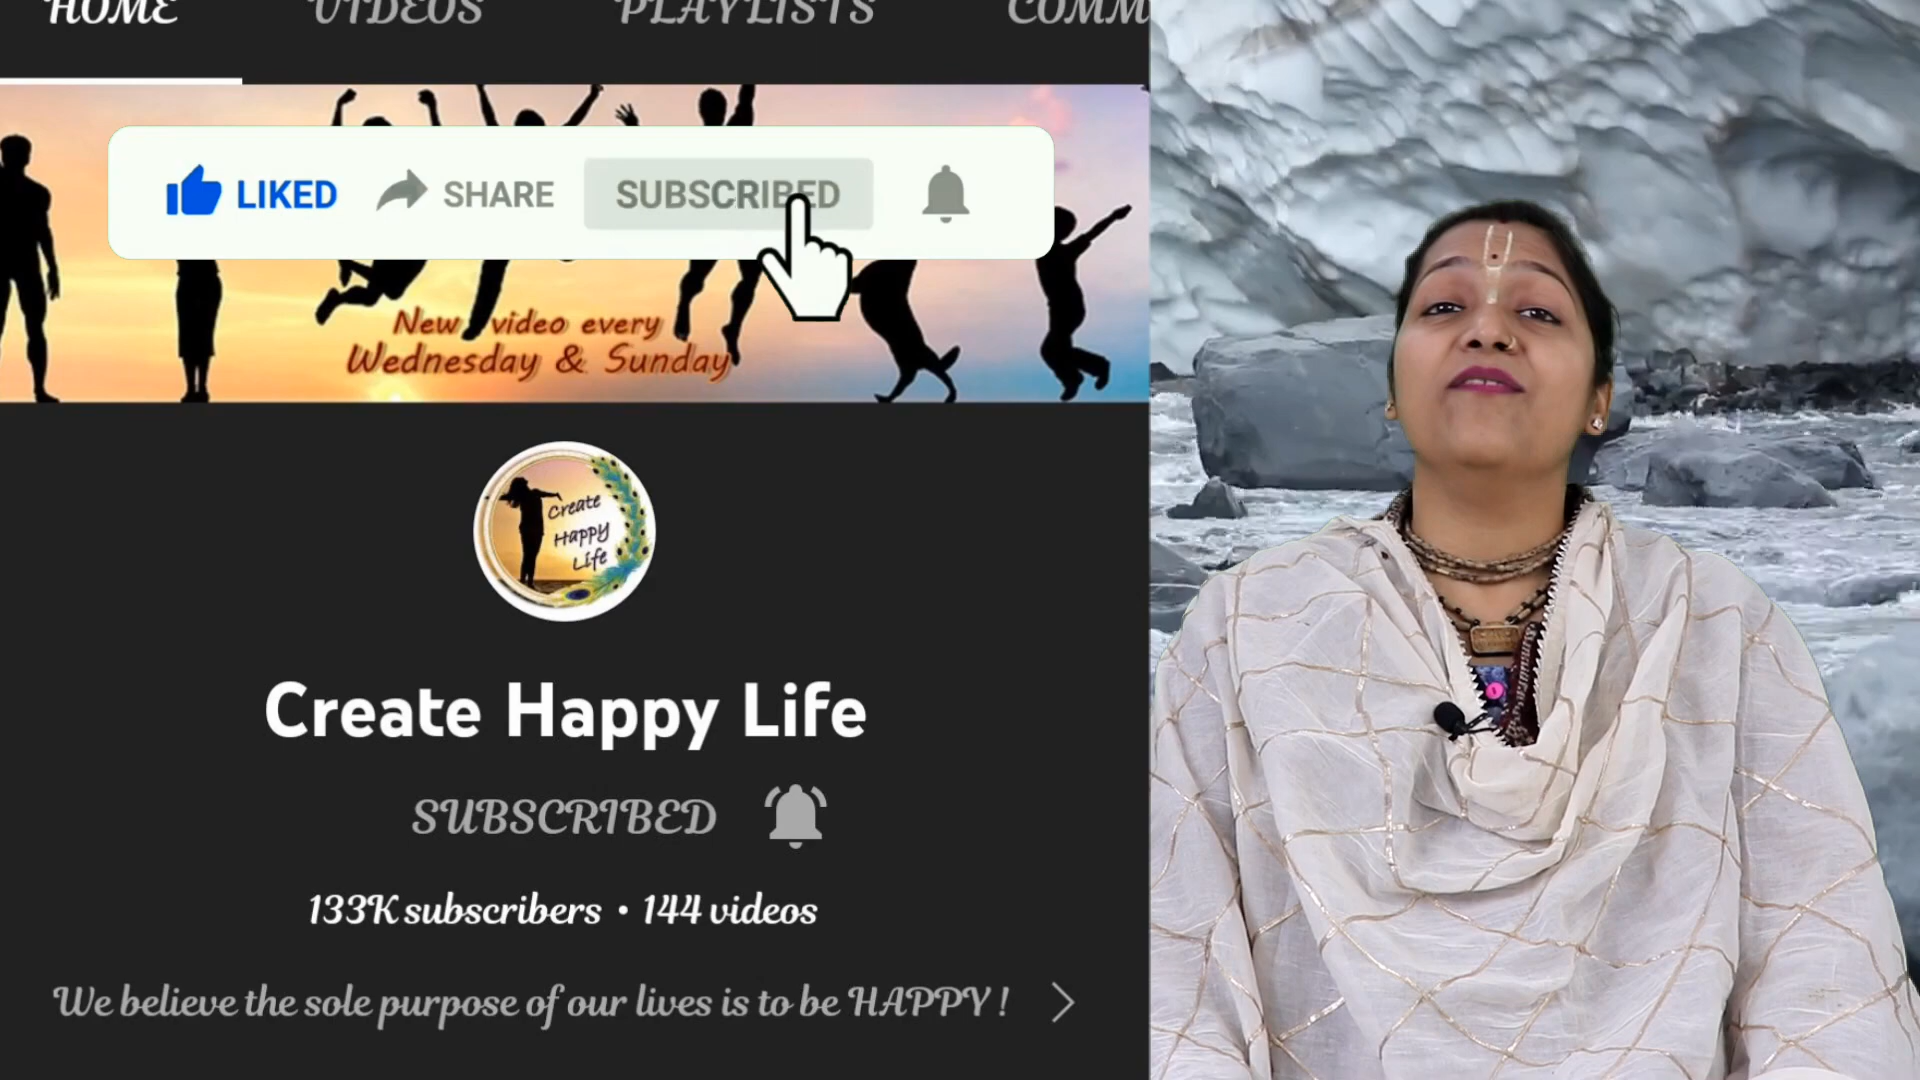 HOME VIDEOS PLAYLISTS COMM
LIKED SHARE SUBSCRIBED
New video every
Wednesday & Sunday
Create
Happy
Life
Create Happy Life
SUBSCRIBED
133K subscribers • 144 videos
We believe the sole purpose of our lives is to be HAPPY !